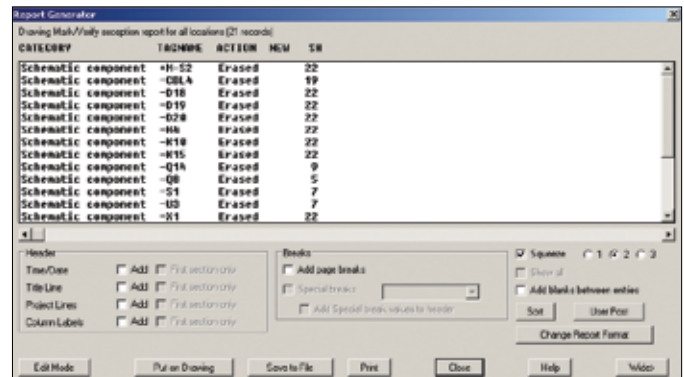 Report Generator
Drawing Mark/Verify exception report for all locations (21 records)
CATEGORY TAGNAME ACTION NEW SH
Schematic component Erased 22
Schematic component Erased 19
Schematic component -D18 Erased 22
Schematic component -D19 Erased 22
Schematic component -D20 Erased 22
Schematic component -H4 Erased 22
Schematic component -K10 Erased 22
Schematic component -K15 Erased 22
Schematic component -Q14 Erased 9
Schematic component -Q8 Erased 5
Schematic component -S1 Erased 7
Schematic component -U3 Erased 7
Schematic component -X1 Erased 22
Header
Time/Date Add First section only
Title Line Add First section only
Project Lines Add First section only
Column Labels Add First section only
Breaks
Add page breaks
Special breaks
Add Special break values to header
Squeeze 1 2 3
Show all
Add blanks between entries
Sort User Post
Change Report Format
Edit Mode Put on Drawing Save to File Print Close Help Wider